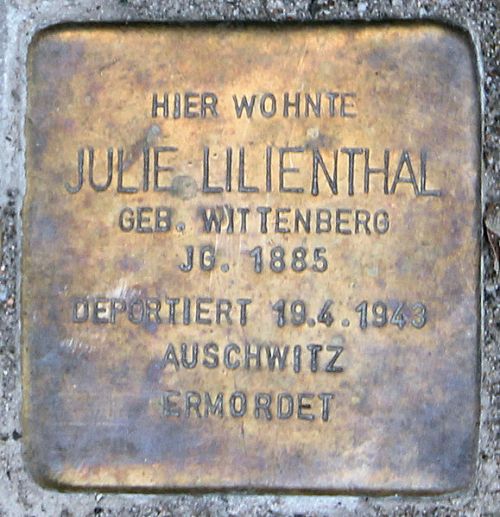 HIER WOHNTE
JULIE LILIENTHAL
GEB. WITTENBERG
JG. 1885
DEPORTIERT 19.4.1943
AUSCHWITZ
ERMORDET